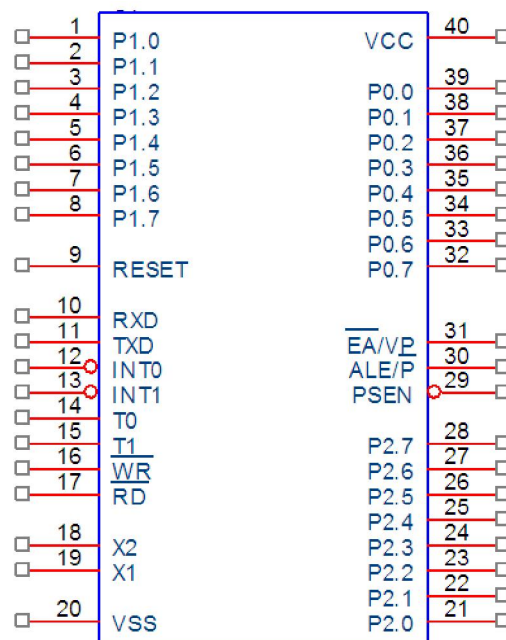 1 P1.0 VCC 40
2 P1.1
3 P1.2 P0.0 39
4 P1.3 P0.1 38
5 P1.4 P0.2 37
6 P1.5 P0.3 36
7 P1.6 P0.4 35
8 P1.7 P0.5 34
P0.6 33
9 RESET P0.7 32
10 RXD
11 TXD EA/VP 31
12 INT0 ALE/P 30
13 INT1 PSEN 29
14 T0
15 T1 P2.7 28
16 WR P2.6 27
17 RD P2.5 26
P2.4 25
18 X2 P2.3 24
19 X1 P2.2 23
P2.1 22
20 VSS P2.0 21